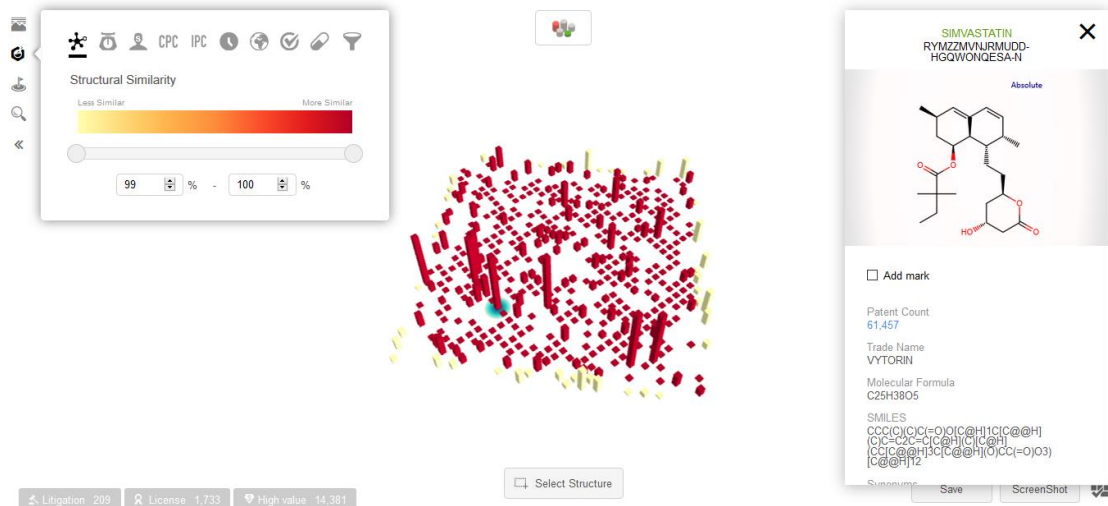 CPC
IPC
Structural Similarity
Less Similar More Similar
99 % - 100 %
Select Structure
Litigation 209
License 1,733
High value 14,381
SIMVASTATIN
RYMZZMVNJRMUDD-
HGQWONQESA-N
Absolute
O
O
O
HO
O
Add mark
Patent Count
61,457
Trade Name
VYTORIN
Molecular Formula
C25H38O5
SMILES
CCC(C)(C)C(=O)O[C@H]1C[C@@H]
(C)C=C2C=C[C@H](C)[C@H]
(CC[C@@H]3C[C@@H](O)CC(=O)O3)
[C@@H]12
Synonyms
Save
ScreenShot